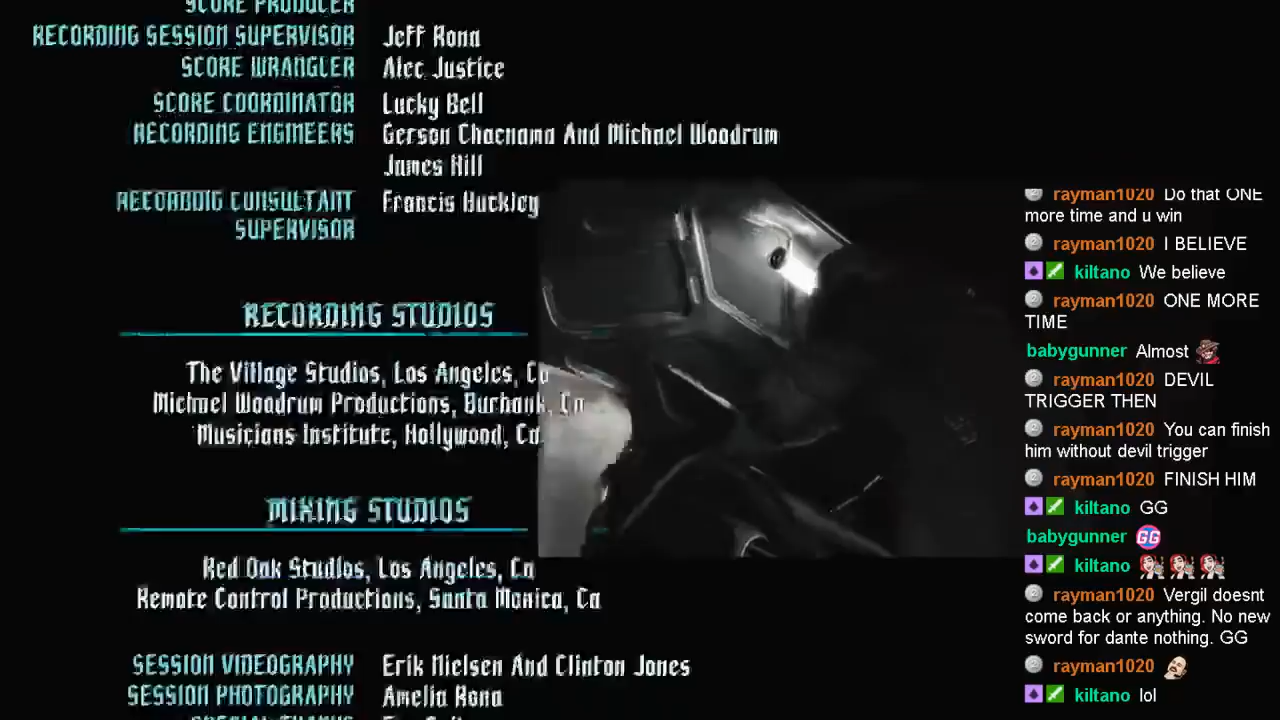 SCORE PRODUCER
RECORDING SESSION SUPERVISOR Jeff Rona
SCORE WRANGLER Alec Justice
SCORE COORDINATOR Lucky Bell
RECORDING ENGINEERS Gerson Chacnama And Michael Woodrum
James Hill
RECORDING CONSULTANT Francis Buckley
SUPERVISOR
RECORDING STUDIOS
The Village Studios, Los Angeles, Ca
Michael Woodrum Productions, Burbank, Ca
Musicians Institute, Hollywood, Ca
MIXING STUDIOS
Red Oak Studios, Los Angeles, Ca
Remote Control Productions, Santa Monica, Ca
SESSION VIDEOGRAPHY Erik Nielsen And Clinton Jones
SESSION PHOTOGRAPHY Amelia Rona
rayman1020 Do that ONE
more time and u win
rayman1020 I BELIEVE
kiltano We believe
rayman1020 ONE MORE
TIME
babygunner Almost
rayman1020 DEVIL
TRIGGER THEN
rayman1020 You can finish
him without devil trigger
rayman1020 FINISH HIM
kiltano GG
babygunner GG
kiltano
rayman1020 Vergil doesnt
come back or anything. No new
sword for dante nothing. GG
rayman1020
kiltano lol